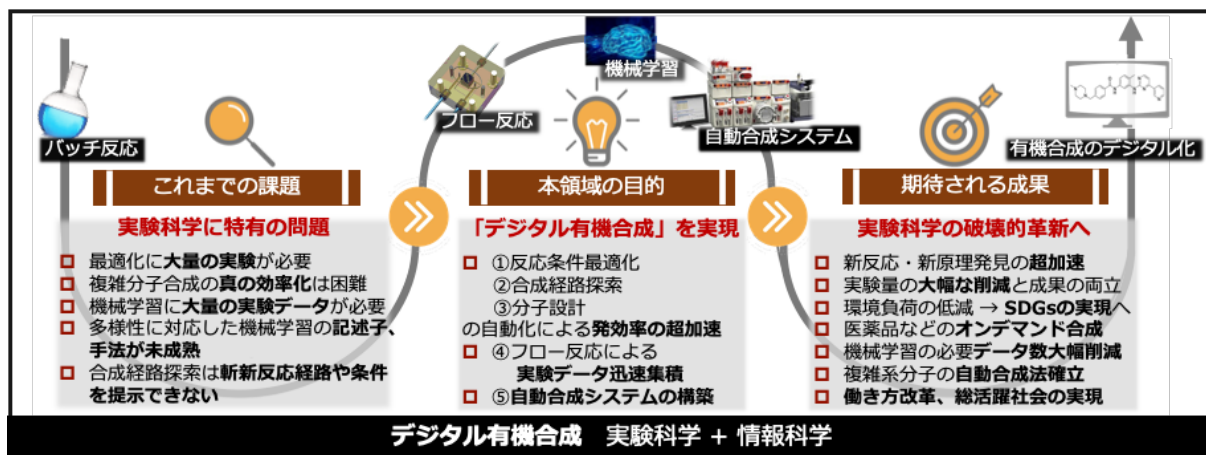 機械学習
フロー反応
自動合成システム
バッチ反応
有機合成のデジタル化
これまでの課題
実験科学に特有の問題
最適化に大量の実験が必要
複雑分子合成の真の効率化は困難
機械学習に大量の実験データが必要
多様性に対応した機械学習の記述子、
手法が未成熟
合成経路探索は斬新反応経路や条件
を提示できない
本領域の目的
「デジタル有機合成」を実現
①反応条件最適化
②合成経路探索
③分子設計
の自動化による発効率の超加速
④フロー反応による
実験データ迅速集積
⑤自動合成システムの構築
期待される成果
実験科学の破壊的革新へ
新反応・新原理発見の超加速
実験量の大幅な削減と成果の両立
環境負荷の低減 → SDGsの実現へ
医薬品などのオンデマンド合成
機械学習の必要データ数大幅削減
複雑系分子の自動合成法確立
働き方改革、総活躍社会の実現
デジタル有機合成 実験科学 + 情報科学